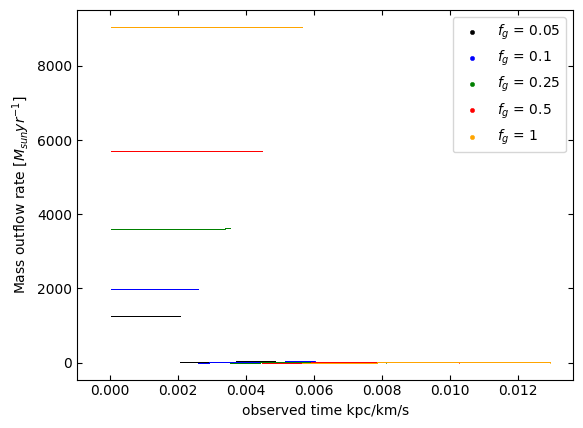 f_g = 0.05
f_g = 0.1
f_g = 0.25
f_g = 0.5
f_g = 1
Mass outflow rate [M_{sun}yr^{-1}]
8000
6000
4000
2000
0
0.000 0.002 0.004 0.006 0.008 0.010 0.012
observed time kpc/km/s